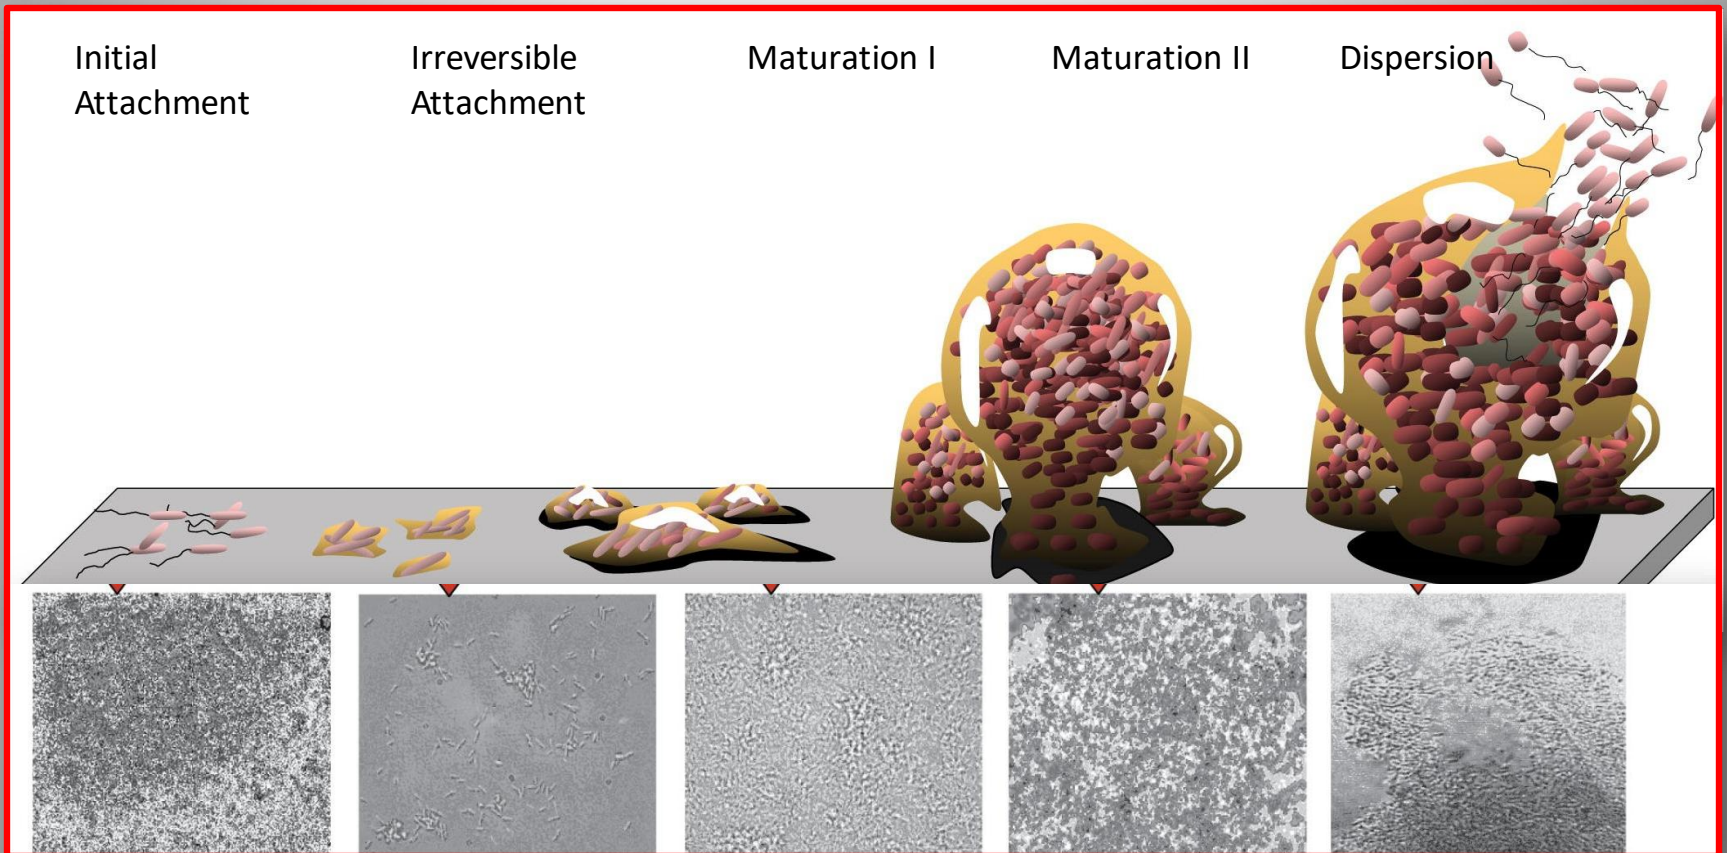 Initial
Attachment
Irreversible
Attachment
Maturation I
Maturation II
Dispersion